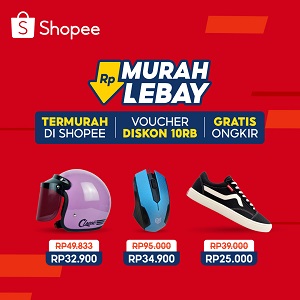 Shopee
Rp MURAH
LEBAY
TERMURAH
DI SHOPEE
VOUCHER
DISKON 10RB
GRATIS
ONGKIR
RP49.833
RP32.900
RP95.000
RP34.900
RP39.000
RP25.000